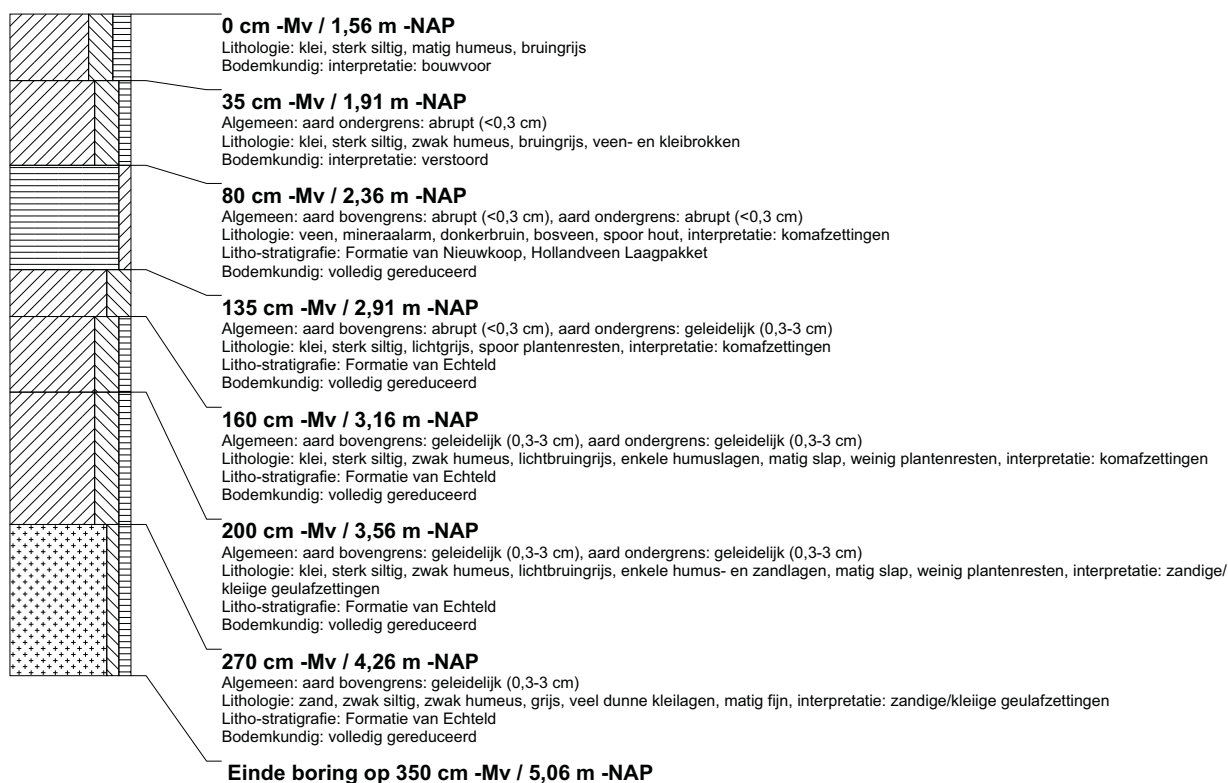 0 cm -Mv / 1,56 m -NAP
Lithologie: klei, sterk siltig, matig humeus, bruingrijs
Bodemkundig: interpretatie: bouwvoor
35 cm -Mv / 1,91 m -NAP
Algemeen: aard ondergrens: abrupt (<0,3 cm)
Lithologie: klei, sterk siltig, zwak humeus, bruingrijs, veen- en kleibrokken
Bodemkundig: interpretatie: verstoord
80 cm -Mv / 2,36 m -NAP
Algemeen: aard bovengrens: abrupt (<0,3 cm), aard ondergrens: abrupt (<0,3 cm)
Lithologie: veen, mineraalarm, donkerbruin, bosveen, spoor hout, interpretatie: komafzettingen
Litho-stratigrafie: Formatie van Nieuwkoop, Hollandveen Laagpakket
Bodemkundig: volledig gereduceerd
135 cm -Mv / 2,91 m -NAP
Algemeen: aard bovengrens: abrupt (<0,3 cm), aard ondergrens: geleidelijk (0,3-3 cm)
Lithologie: klei, sterk siltig, lichtgrijs, spoor plantenresten, interpretatie: komafzettingen
Litho-stratigrafie: Formatie van Echteld
Bodemkundig: volledig gereduceerd
160 cm -Mv / 3,16 m -NAP
Algemeen: aard bovengrens: geleidelijk (0,3-3 cm), aard ondergrens: geleidelijk (0,3-3 cm)
Lithologie: klei, sterk siltig, zwak humeus, lichtbruingrijs, enkele humuslagen, matig slap, weinig plantenresten, interpretatie: komafzettingen
Litho-stratigrafie: Formatie van Echteld
Bodemkundig: volledig gereduceerd
200 cm -Mv / 3,56 m -NAP
Algemeen: aard bovengrens: geleidelijk (0,3-3 cm), aard ondergrens: geleidelijk (0,3-3 cm)
Lithologie: klei, sterk siltig, zwak humeus, lichtbruingrijs, enkele humus- en zandlagen, matig slap, weinig plantenresten, interpretatie: zandige/
kleiige geulafzettingen
Litho-stratigrafie: Formatie van Echteld
Bodemkundig: volledig gereduceerd
270 cm -Mv / 4,26 m -NAP
Algemeen: aard bovengrens: geleidelijk (0,3-3 cm)
Lithologie: zand, zwak siltig, zwak humeus, grijs, veel dunne kleilagen, matig fijn, interpretatie: zandige/kleiige geulafzettingen
Litho-stratigrafie: Formatie van Echteld
Bodemkundig: volledig gereduceerd
Einde boring op 350 cm -Mv / 5,06 m -NAP